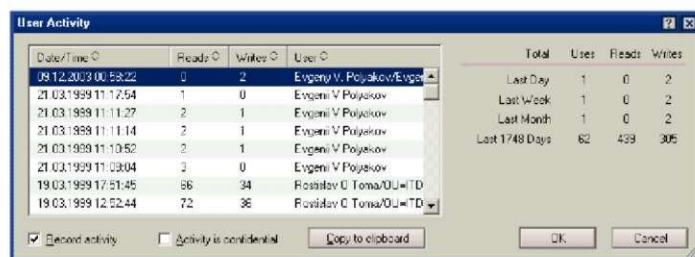 User Activity
Date/Time Reads Writes User
09.12.2003 00:58:22 0 2 Evgeny V. Polyakov/Evger
21.03.1999 11:17:54 1 0 Evgenii V Polyakov
21.03.1999 11:11:27 2 1 Evgenii V Polyakov
21.03.1999 11:11:14 2 1 Evgenii V Polyakov
21.03.1999 11:10:52 2 1 Evgenii V Polyakov
21.03.1999 11:09:04 3 0 Evgenii V Polyakov
19.03.1999 17:51:45 66 34 Rostislav O Toma/OU=ITD
19.03.1999 12:52:44 72 36 Rostislav O Toma/OU=ITD
Total Uses Reads Writes
Last Day 1 0 2
Last Week 1 0 2
Last Month 1 0 2
Last 1748 Days 62 439 305
Record activity Activity is confidential Copy to clipboard OK Cancel